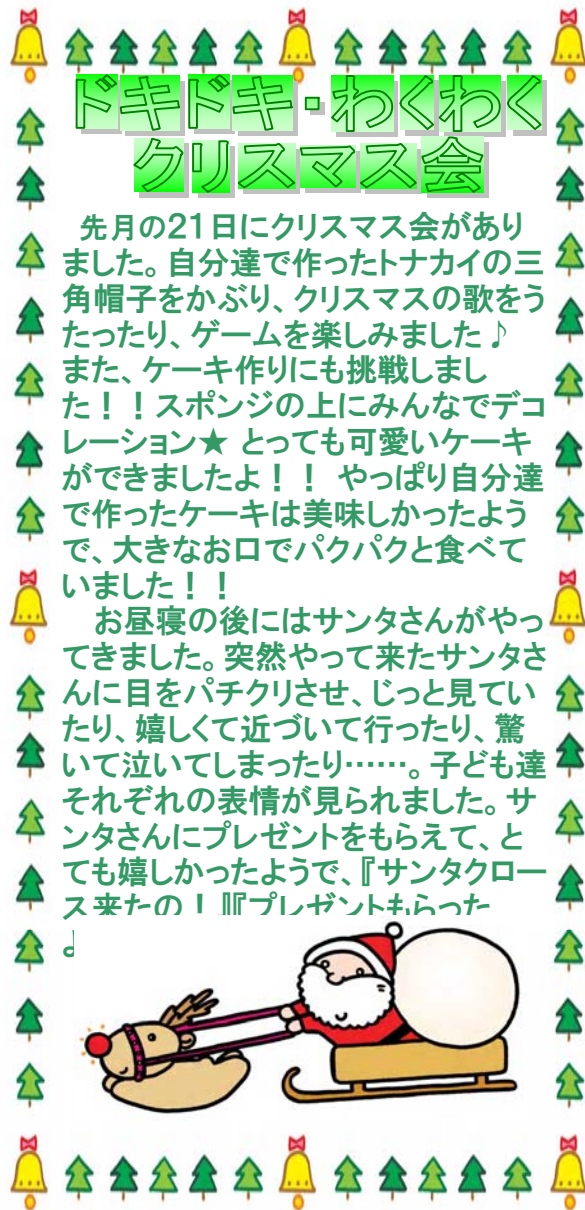 ドキドキ・わくわく
クリスマス会
先月の21日にクリスマス会があり
ました。自分達で作ったトナカイの三
角帽子をかぶり、クリスマスの歌をう
たったり、ゲームを楽しみました♪
また、ケーキ作りにも挑戦しまし
た！！スポンジの上にみんなでデコ
レーション★ とっても可愛いケーキ
ができましたよ！！ やっぱり自分達
で作ったケーキは美味しかったよう
で、大きなお口でパクパクと食べて
いました！！
お昼寝の後にはサンタさんがやっ
てきました。突然やって来たサンタさ
んに目をパチクリさせ、じっと見てい
たり、嬉しくて近づいて行ったり、驚
いて泣いてしまったり……。子ども達
それぞれの表情が見られました。サ
ンタさんにプレゼントをもらえて、と
ても嬉しかったようで、『サンタクロー
ス来たの！』『プレゼントもらった